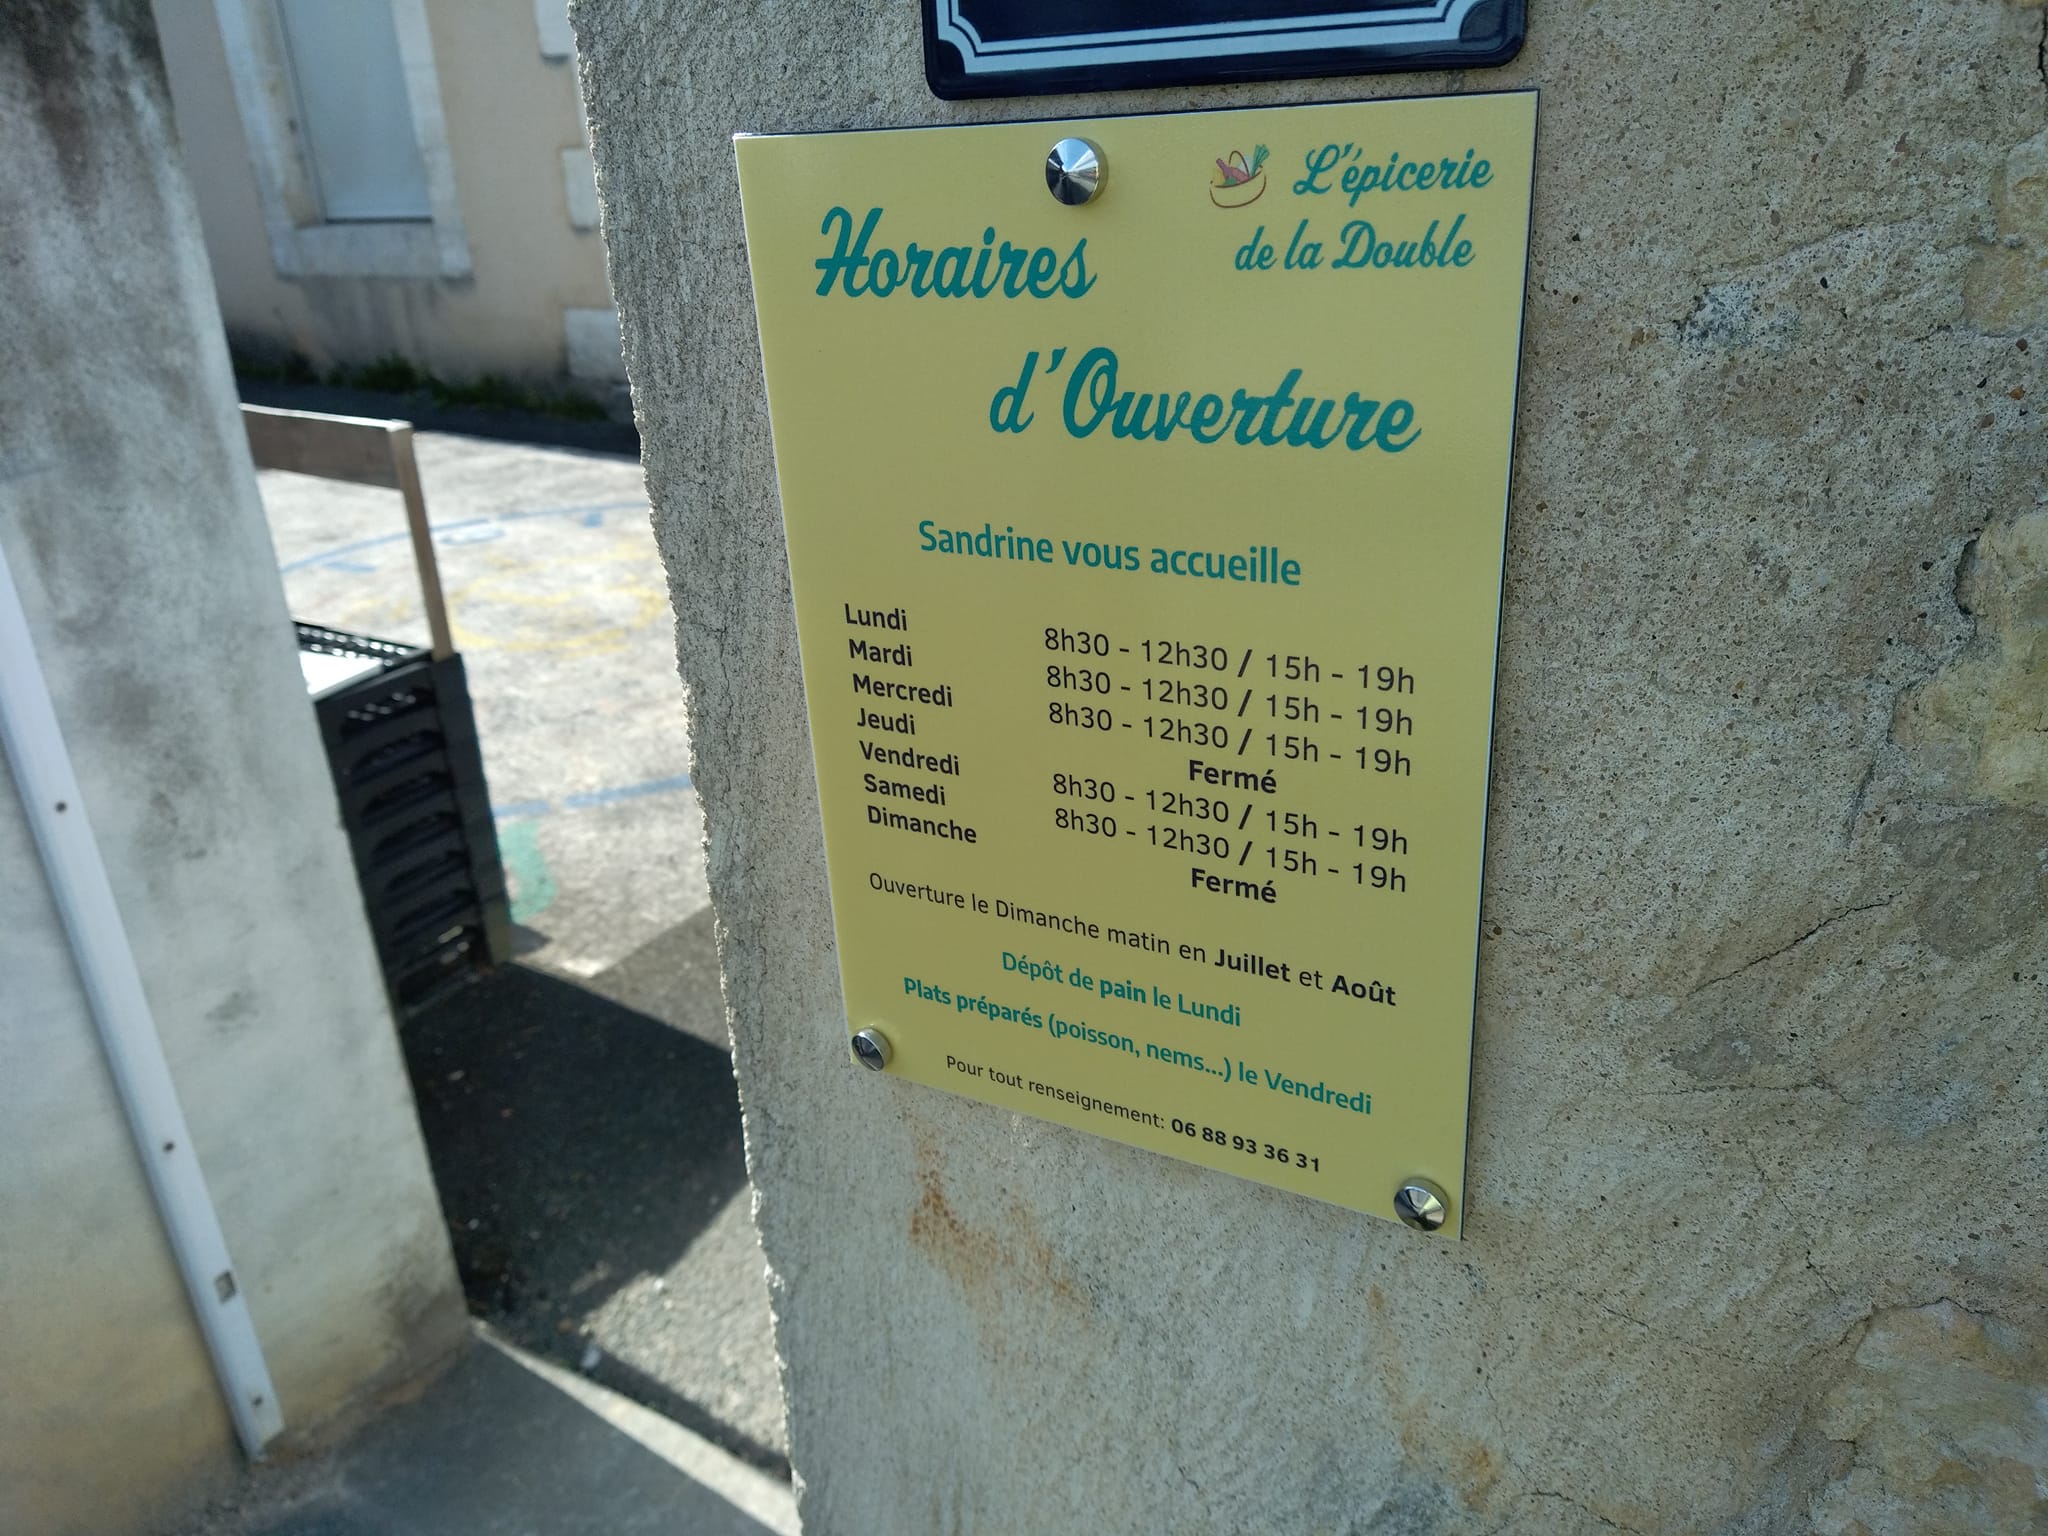 L'épicerie
de la Double
Horaires
d'Ouverture
Sandrine vous accueille
Lundi 8h30 - 12h30 / 15h - 19h
Mardi 8h30 - 12h30 / 15h - 19h
Mercredi 8h30 - 12h30 / 15h - 19h
Jeudi Fermé
Vendredi 8h30 - 12h30 / 15h - 19h
Samedi 8h30 - 12h30 / 15h - 19h
Dimanche Fermé
Ouverture le Dimanche matin en Juillet et Août
Dépôt de pain le Lundi
Plats préparés (poisson, nems...) le Vendredi
Pour tout renseignement: 06 88 93 36 31